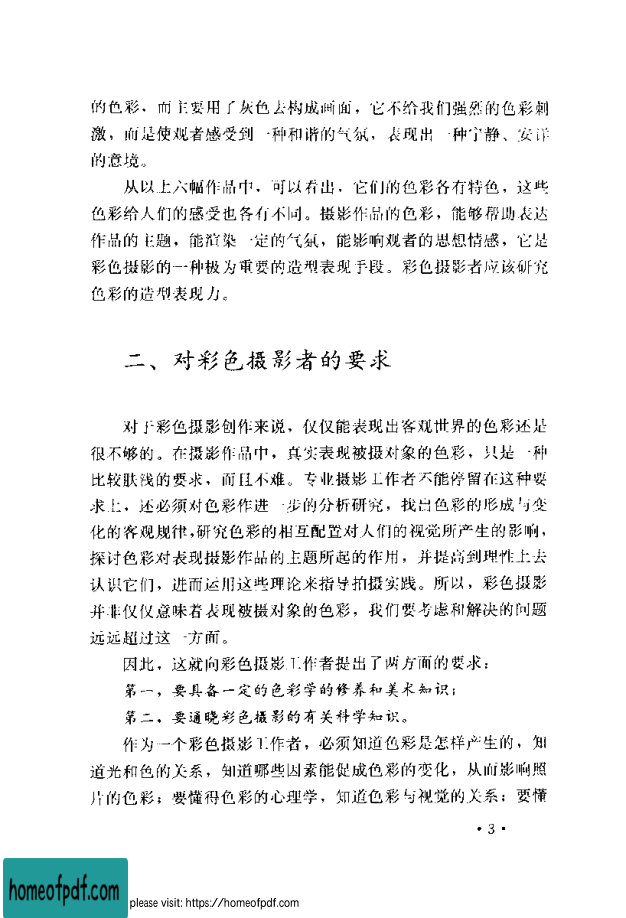 的色彩，而主要用了灰色去构成画面，它不给我们强烈的色彩刺
激，而是使观者感受到一种和谐的气氛，表现出一种宁静、安详
的意境。
从以上六幅作品中，可以看出，它们的色彩各有特色，这些
色彩给人们的感受也各有不同。摄影作品的色彩，能够帮助表达
作品的主题，能渲染一定的气氛，能影响观者的思想情感，它是
彩色摄影的一种极为重要的造型表现手段。彩色摄影者应该研究
色彩的造型表现力。
二、对彩色摄影者的要求
对于彩色摄影创作来说，仅仅能表现出客观世界的色彩还是
很不够的。在摄影作品中，真实表现被摄对象的色彩，只是一种
比较肤浅的要求，而且不难。专业摄影工作者不能停留在这种要
求上，还必须对色彩作进一步的分析研究，找出色彩的形成与变
化的客观规律，研究色彩的相互配置对人们的视觉所产生的影响，
探讨色彩对表现摄影作品的主题所起的作用，并提高到理性上去
认识它们，进而运用这些理论来指导拍摄实践。所以，彩色摄影
并非仅仅意味着表现被摄对象的色彩，我们要考虑和解决的问题
远远超过这一方面。
因此，这就向彩色摄影工作者提出了两方面的要求：
第一，要具备一定的色彩学的修养和美术知识；
第二，要通晓彩色摄影的有关科学知识。
作为一个彩色摄影工作者，必须知道色彩是怎样产生的，知
道光和色的关系，知道哪些因素能促成色彩的变化，从而影响照
片的色彩；要懂得色彩的心理学，知道色彩与视觉的关系；要懂
·3·
homeofpdf.com
please visit: https://homeofpdf.com